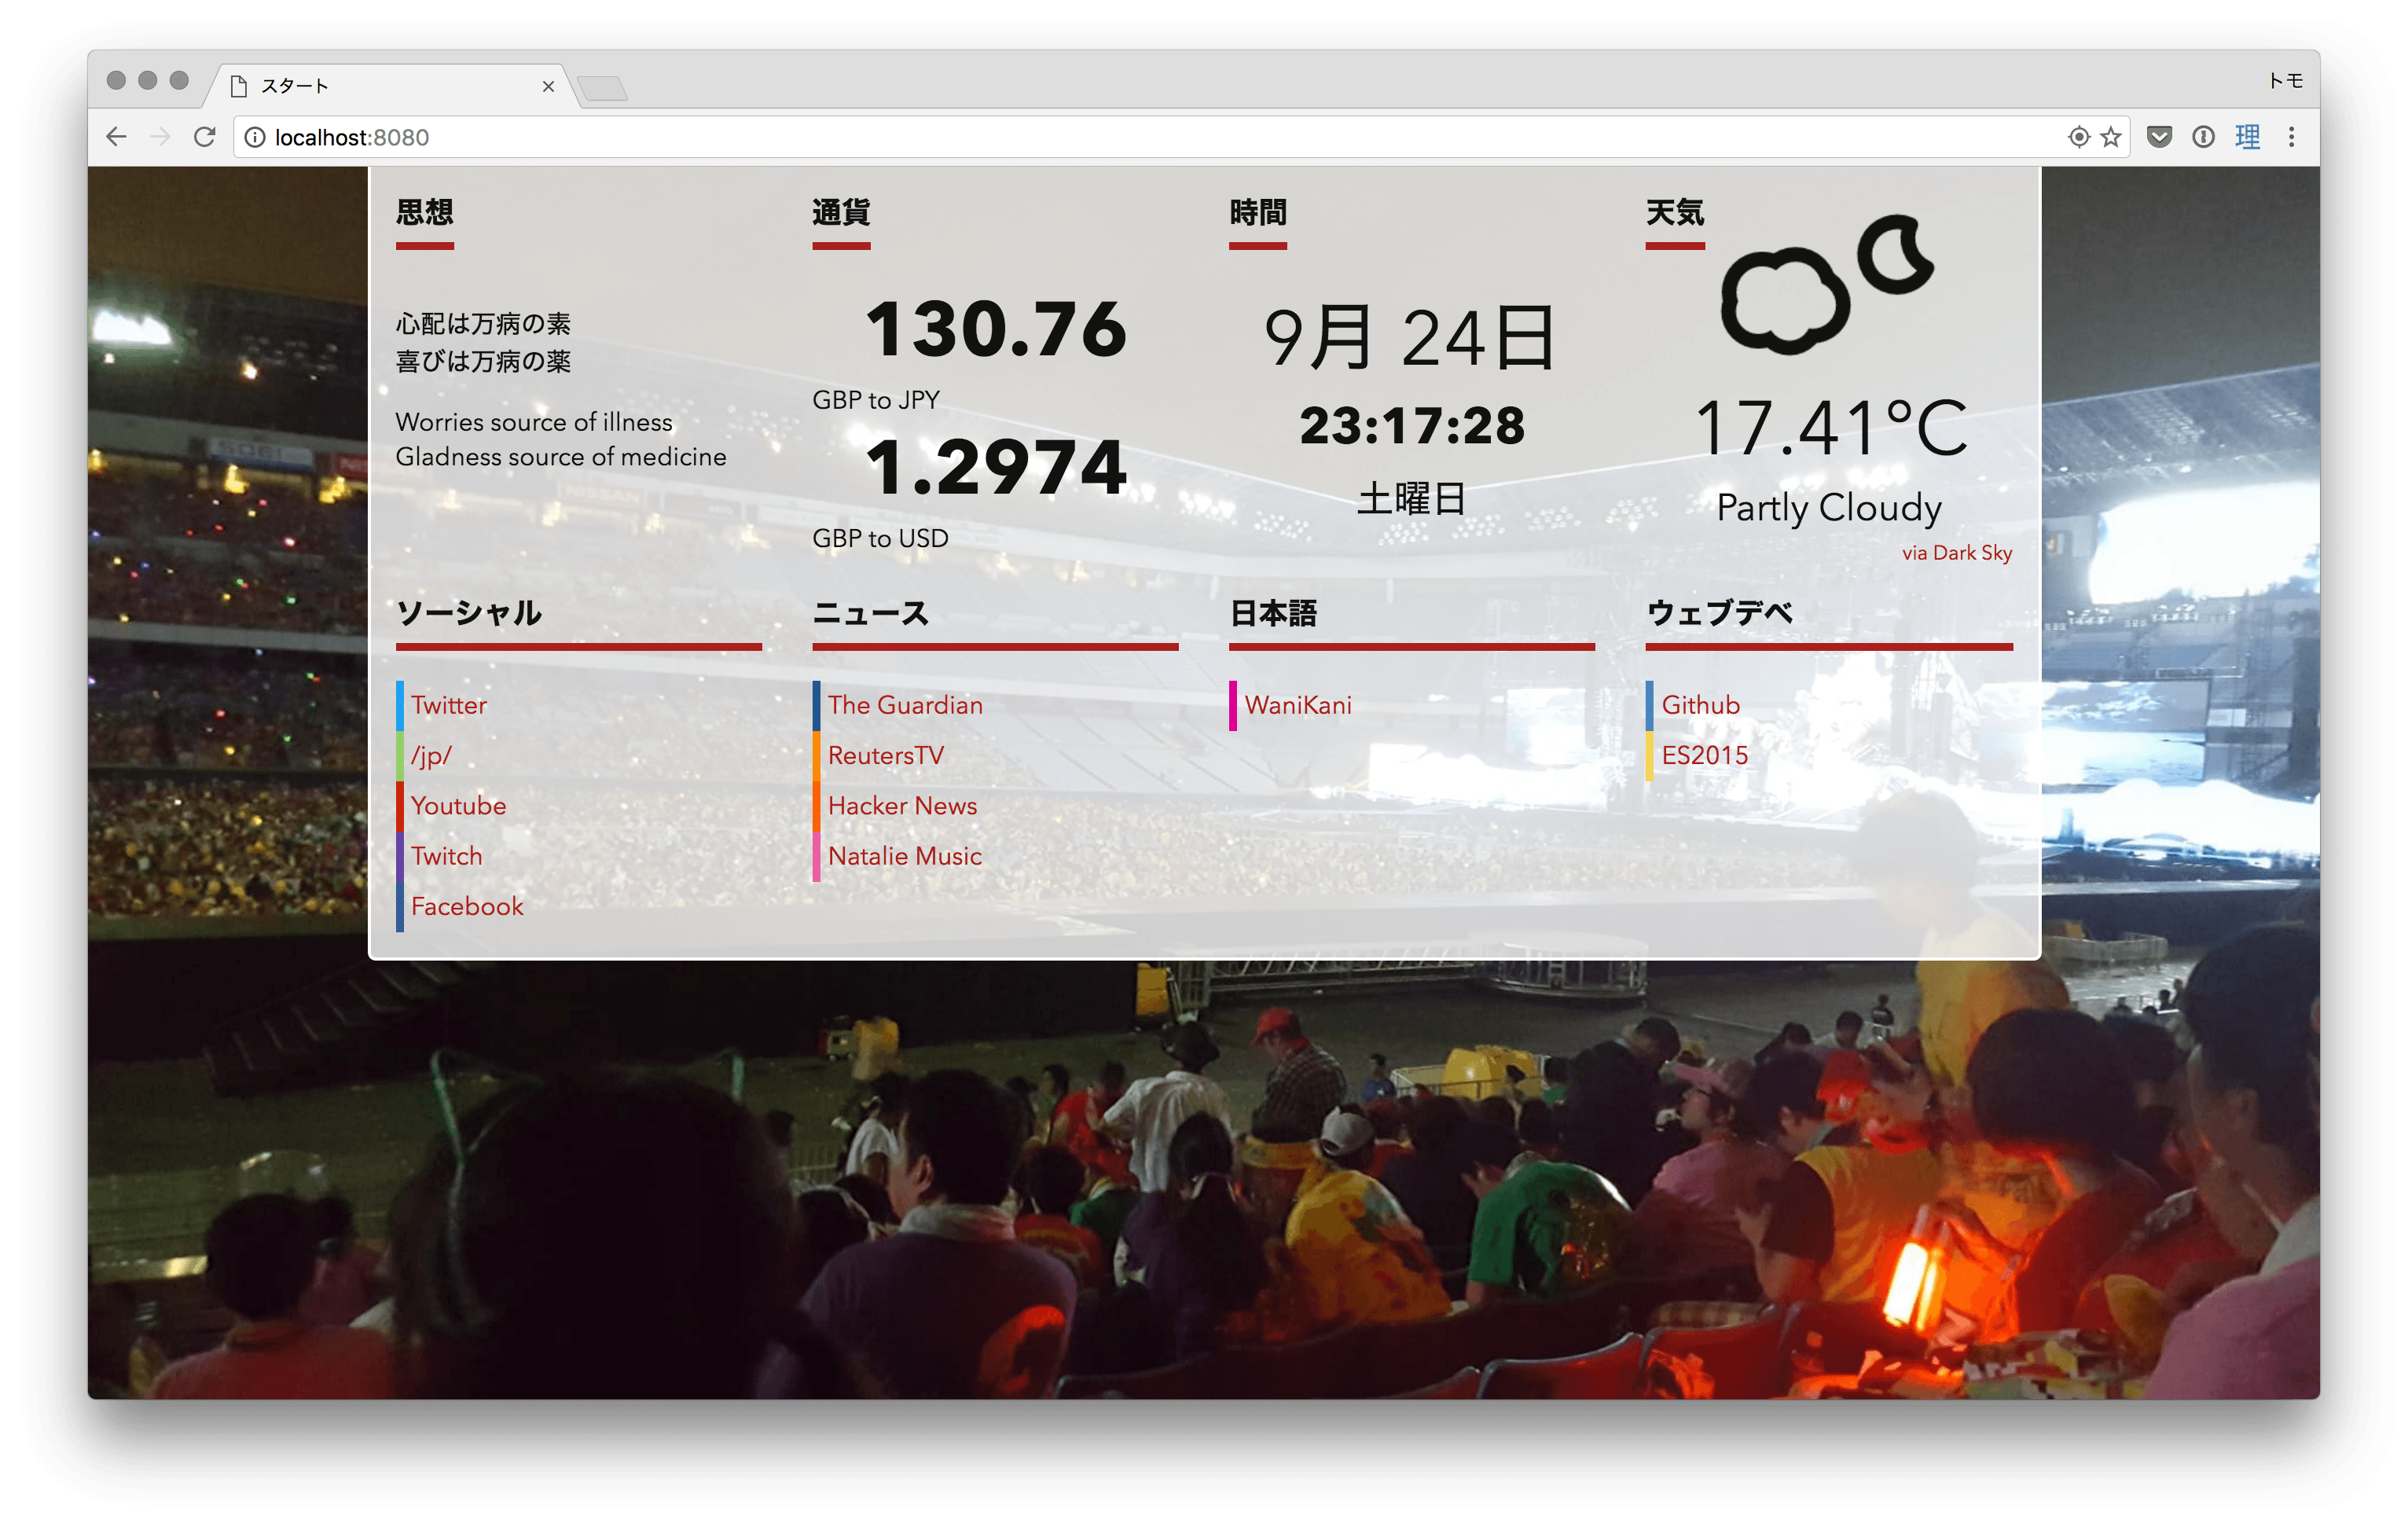 スタート
トモ
localhost:8080
理
思想
心配は万病の素
喜びは万病の薬
Worries source of illness
Gladness source of medicine
通貨
130.76
GBP to JPY
1.2974
GBP to USD
時間
9月 24日
23:17:28
土曜日
天気
17.41°C
Partly Cloudy
via Dark Sky
ソーシャル
Twitter
/jp/
Youtube
Twitch
Facebook
ニュース
The Guardian
ReutersTV
Hacker News
Natalie Music
日本語
WaniKani
ウェブデベ
Github
ES2015
NISSAN